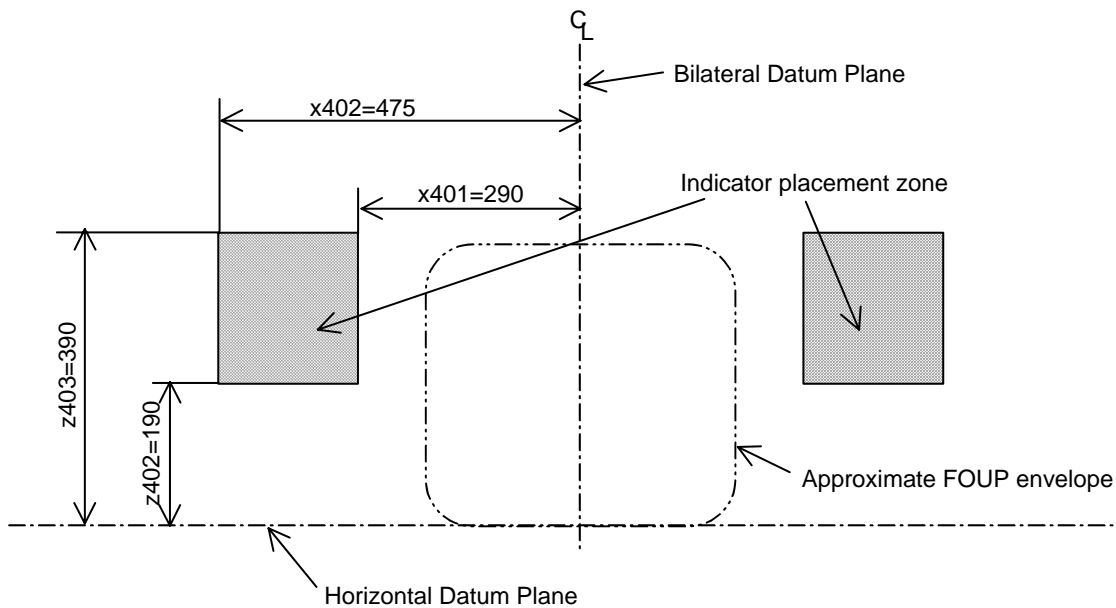 CL
Bilateral Datum Plane
x402=475
Indicator placement zone
x401=290
z403=390
z402=190
Approximate FOUP envelope
Horizontal Datum Plane